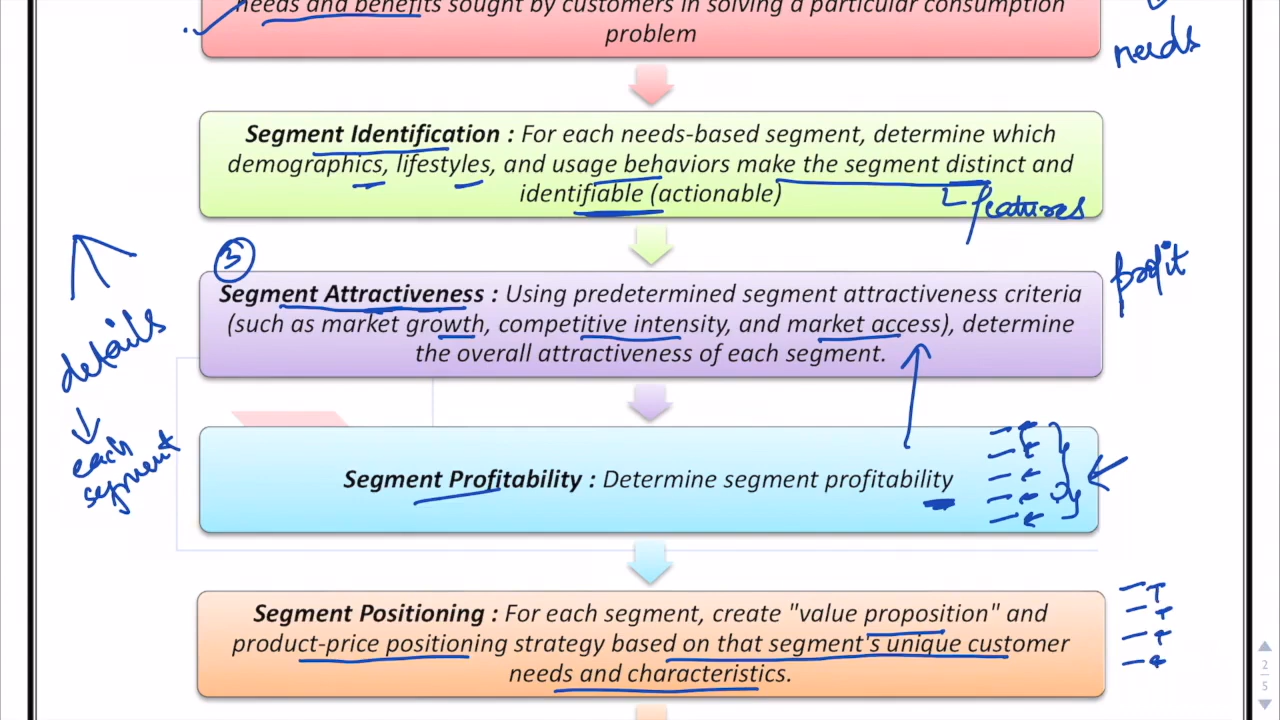 needs and benefits sought by customers in solving a particular consumption
problem
needs
Segment Identification : For each needs-based segment, determine which
demographics, lifestyles, and usage behaviors make the segment distinct and
identifiable (actionable)
features
3
profit
Segment Attractiveness : Using predetermined segment attractiveness criteria
(such as market growth, competitive intensity, and market access), determine
the overall attractiveness of each segment.
details
each
segment
Segment Profitability : Determine segment profitability
Segment Positioning : For each segment, create "value proposition" and
product-price positioning strategy based on that segment's unique customer
needs and characteristics.
2
5